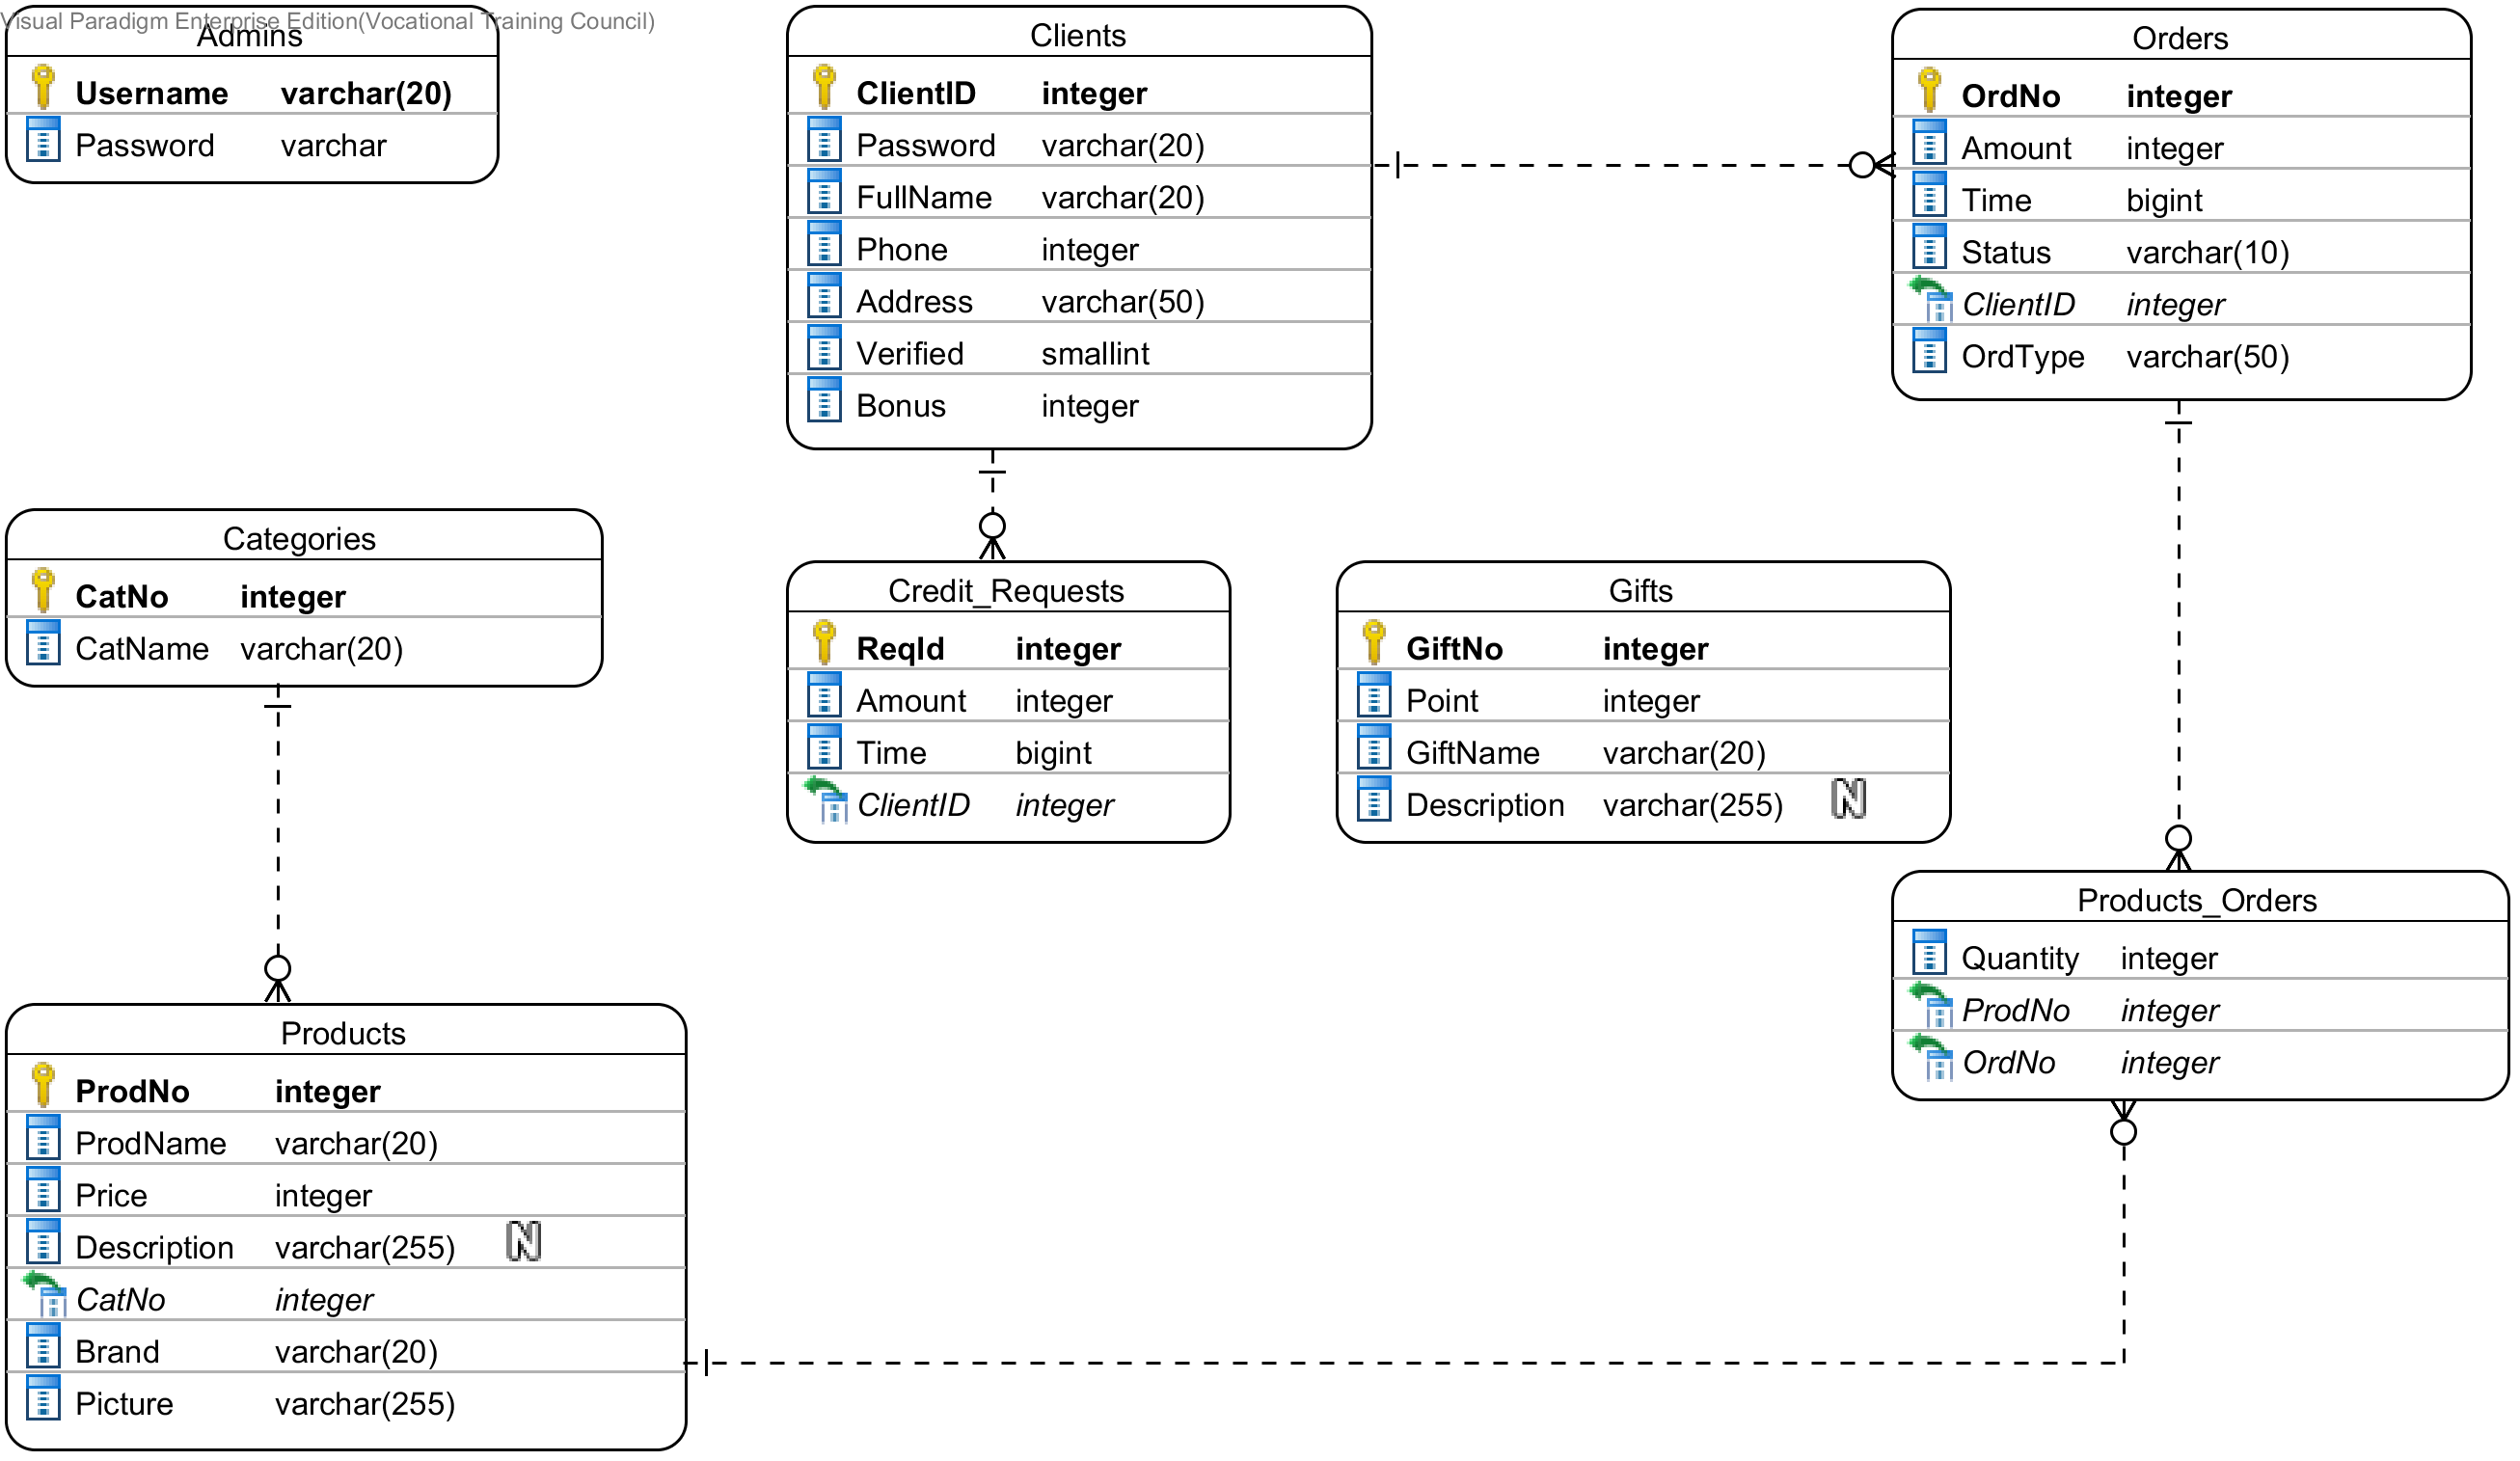 Visual Paradigm Enterprise Edition(Vocational Training Council)
Admins
Username varchar(20)
Password varchar
Clients
ClientID integer
Password varchar(20)
FullName varchar(20)
Phone integer
Address varchar(50)
Verified smallint
Bonus integer
Orders
OrdNo integer
Amount integer
Time bigint
Status varchar(10)
ClientID integer
OrdType varchar(50)
Categories
CatNo integer
CatName varchar(20)
Credit_Requests
ReqId integer
Amount integer
Time bigint
ClientID integer
Gifts
GiftNo integer
Point integer
GiftName varchar(20)
Description varchar(255) N
Products_Orders
Quantity integer
ProdNo integer
OrdNo integer
Products
ProdNo integer
ProdName varchar(20)
Price integer
Description varchar(255) N
CatNo integer
Brand varchar(20)
Picture varchar(255)